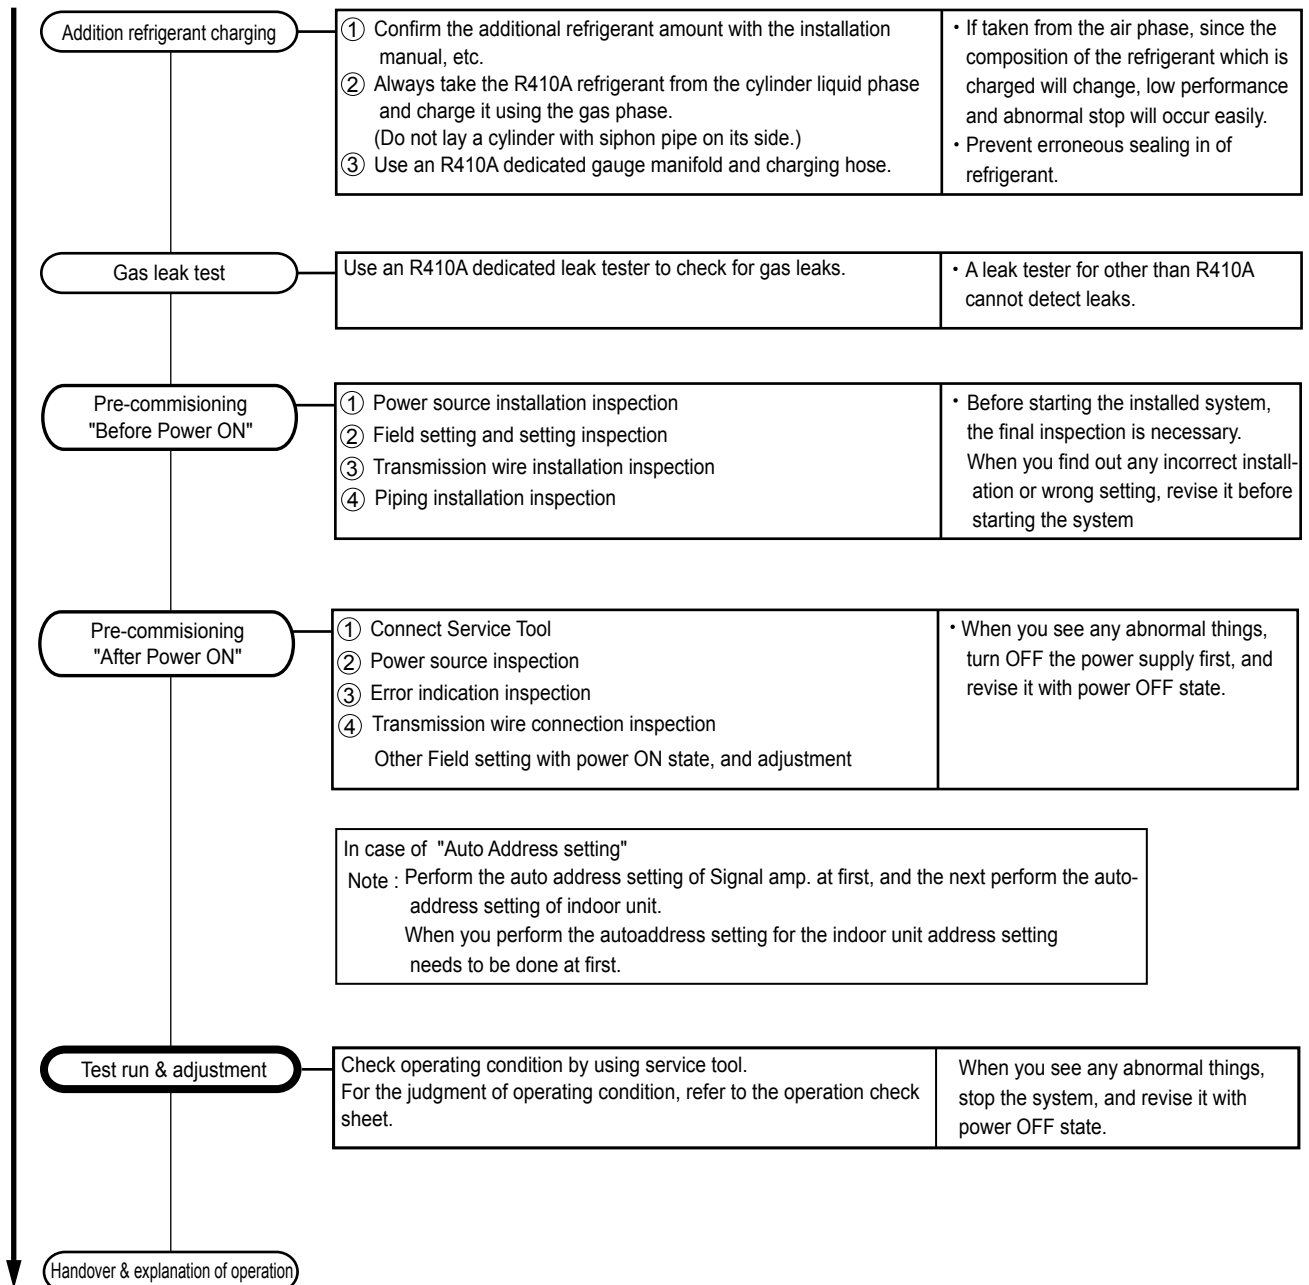 Addition refrigerant charging
① Confirm the additional refrigerant amount with the installation
manual, etc.
② Always take the R410A refrigerant from the cylinder liquid phase
and charge it using the gas phase.
(Do not lay a cylinder with siphon pipe on its side.)
③ Use an R410A dedicated gauge manifold and charging hose.
・If taken from the air phase, since the
composition of the refrigerant which is
charged will change, low performance
and abnormal stop will occur easily.
・Prevent erroneous sealing in of
refrigerant.
Gas leak test
Use an R410A dedicated leak tester to check for gas leaks.
・A leak tester for other than R410A
cannot detect leaks.
Pre-commisioning
"Before Power ON"
① Power source installation inspection
② Field setting and setting inspection
③ Transmission wire installation inspection
④ Piping installation inspection
・Before starting the installed system,
the final inspection is necessary.
When you find out any incorrect install-
ation or wrong setting, revise it before
starting the system
Pre-commisioning
"After Power ON"
① Connect Service Tool
② Power source inspection
③ Error indication inspection
④ Transmission wire connection inspection
Other Field setting with power ON state, and adjustment
・When you see any abnormal things,
turn OFF the power supply first, and
revise it with power OFF state.
In case of "Auto Address setting"
Note : Perform the auto address setting of Signal amp. at first, and the next perform the auto-
address setting of indoor unit.
When you perform the autoaddress setting for the indoor unit address setting
needs to be done at first.
Test run & adjustment
Check operating condition by using service tool.
For the judgment of operating condition, refer to the operation check
sheet.
When you see any abnormal things,
stop the system, and revise it with
power OFF state.
Handover & explanation of operation